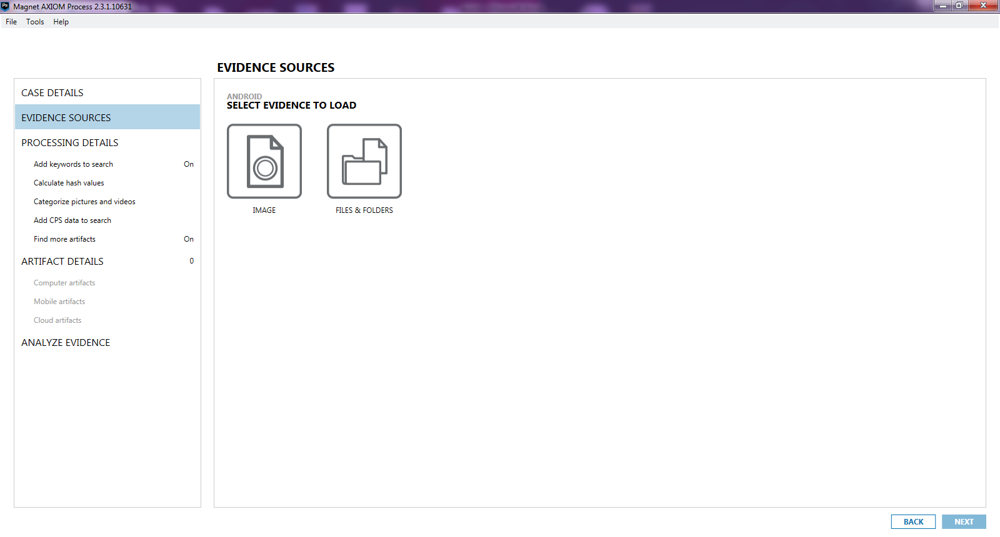 PR Magnet AXIOM Process 2.3.1.10631
File Tools Help
EVIDENCE SOURCES
CASE DETAILS
EVIDENCE SOURCES
PROCESSING DETAILS
Add keywords to search On
Calculate hash values
Categorize pictures and videos
Add CPS data to search
Find more artifacts On
ARTIFACT DETAILS 0
Computer artifacts
Mobile artifacts
Cloud artifacts
ANALYZE EVIDENCE
ANDROID
SELECT EVIDENCE TO LOAD
IMAGE FILES & FOLDERS
BACK NEXT